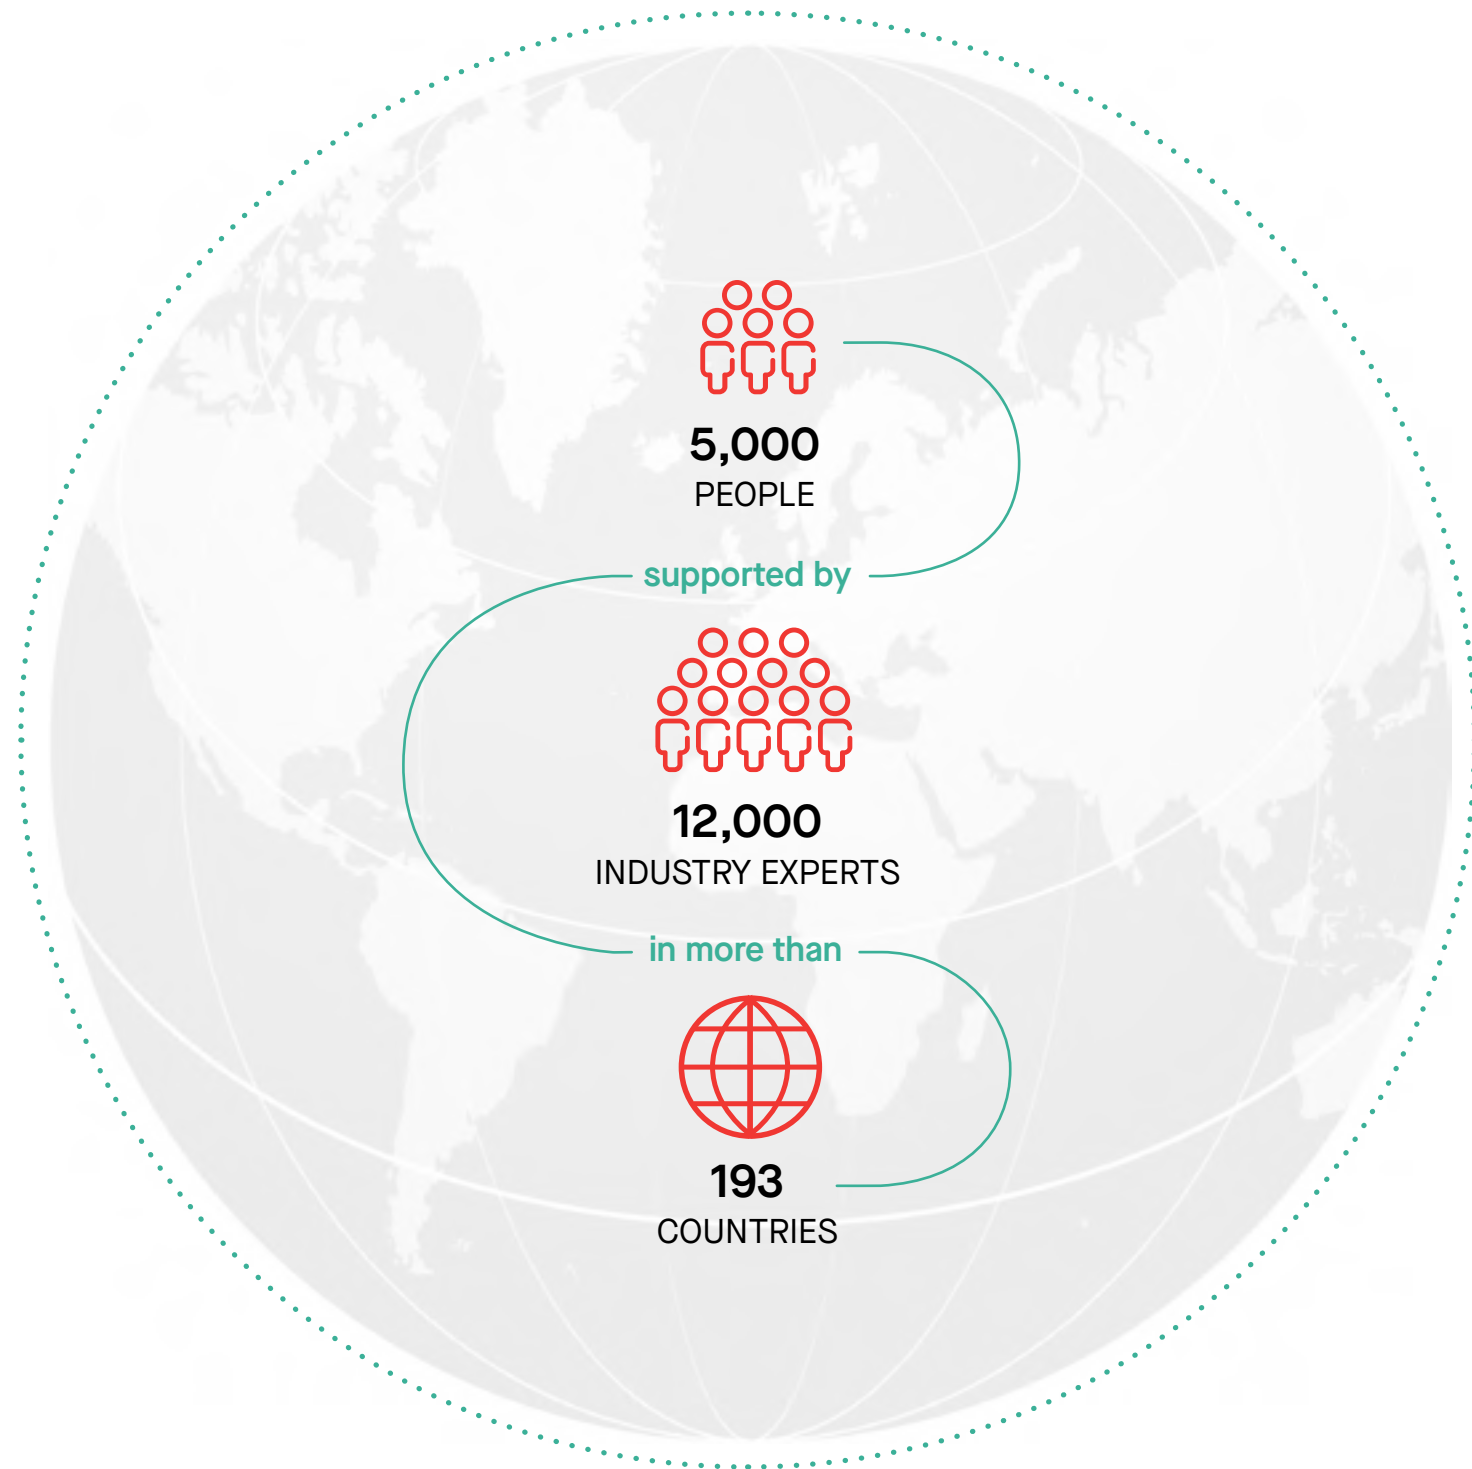 5,000
PEOPLE
supported by
12,000
INDUSTRY EXPERTS
in more than
193
COUNTRIES